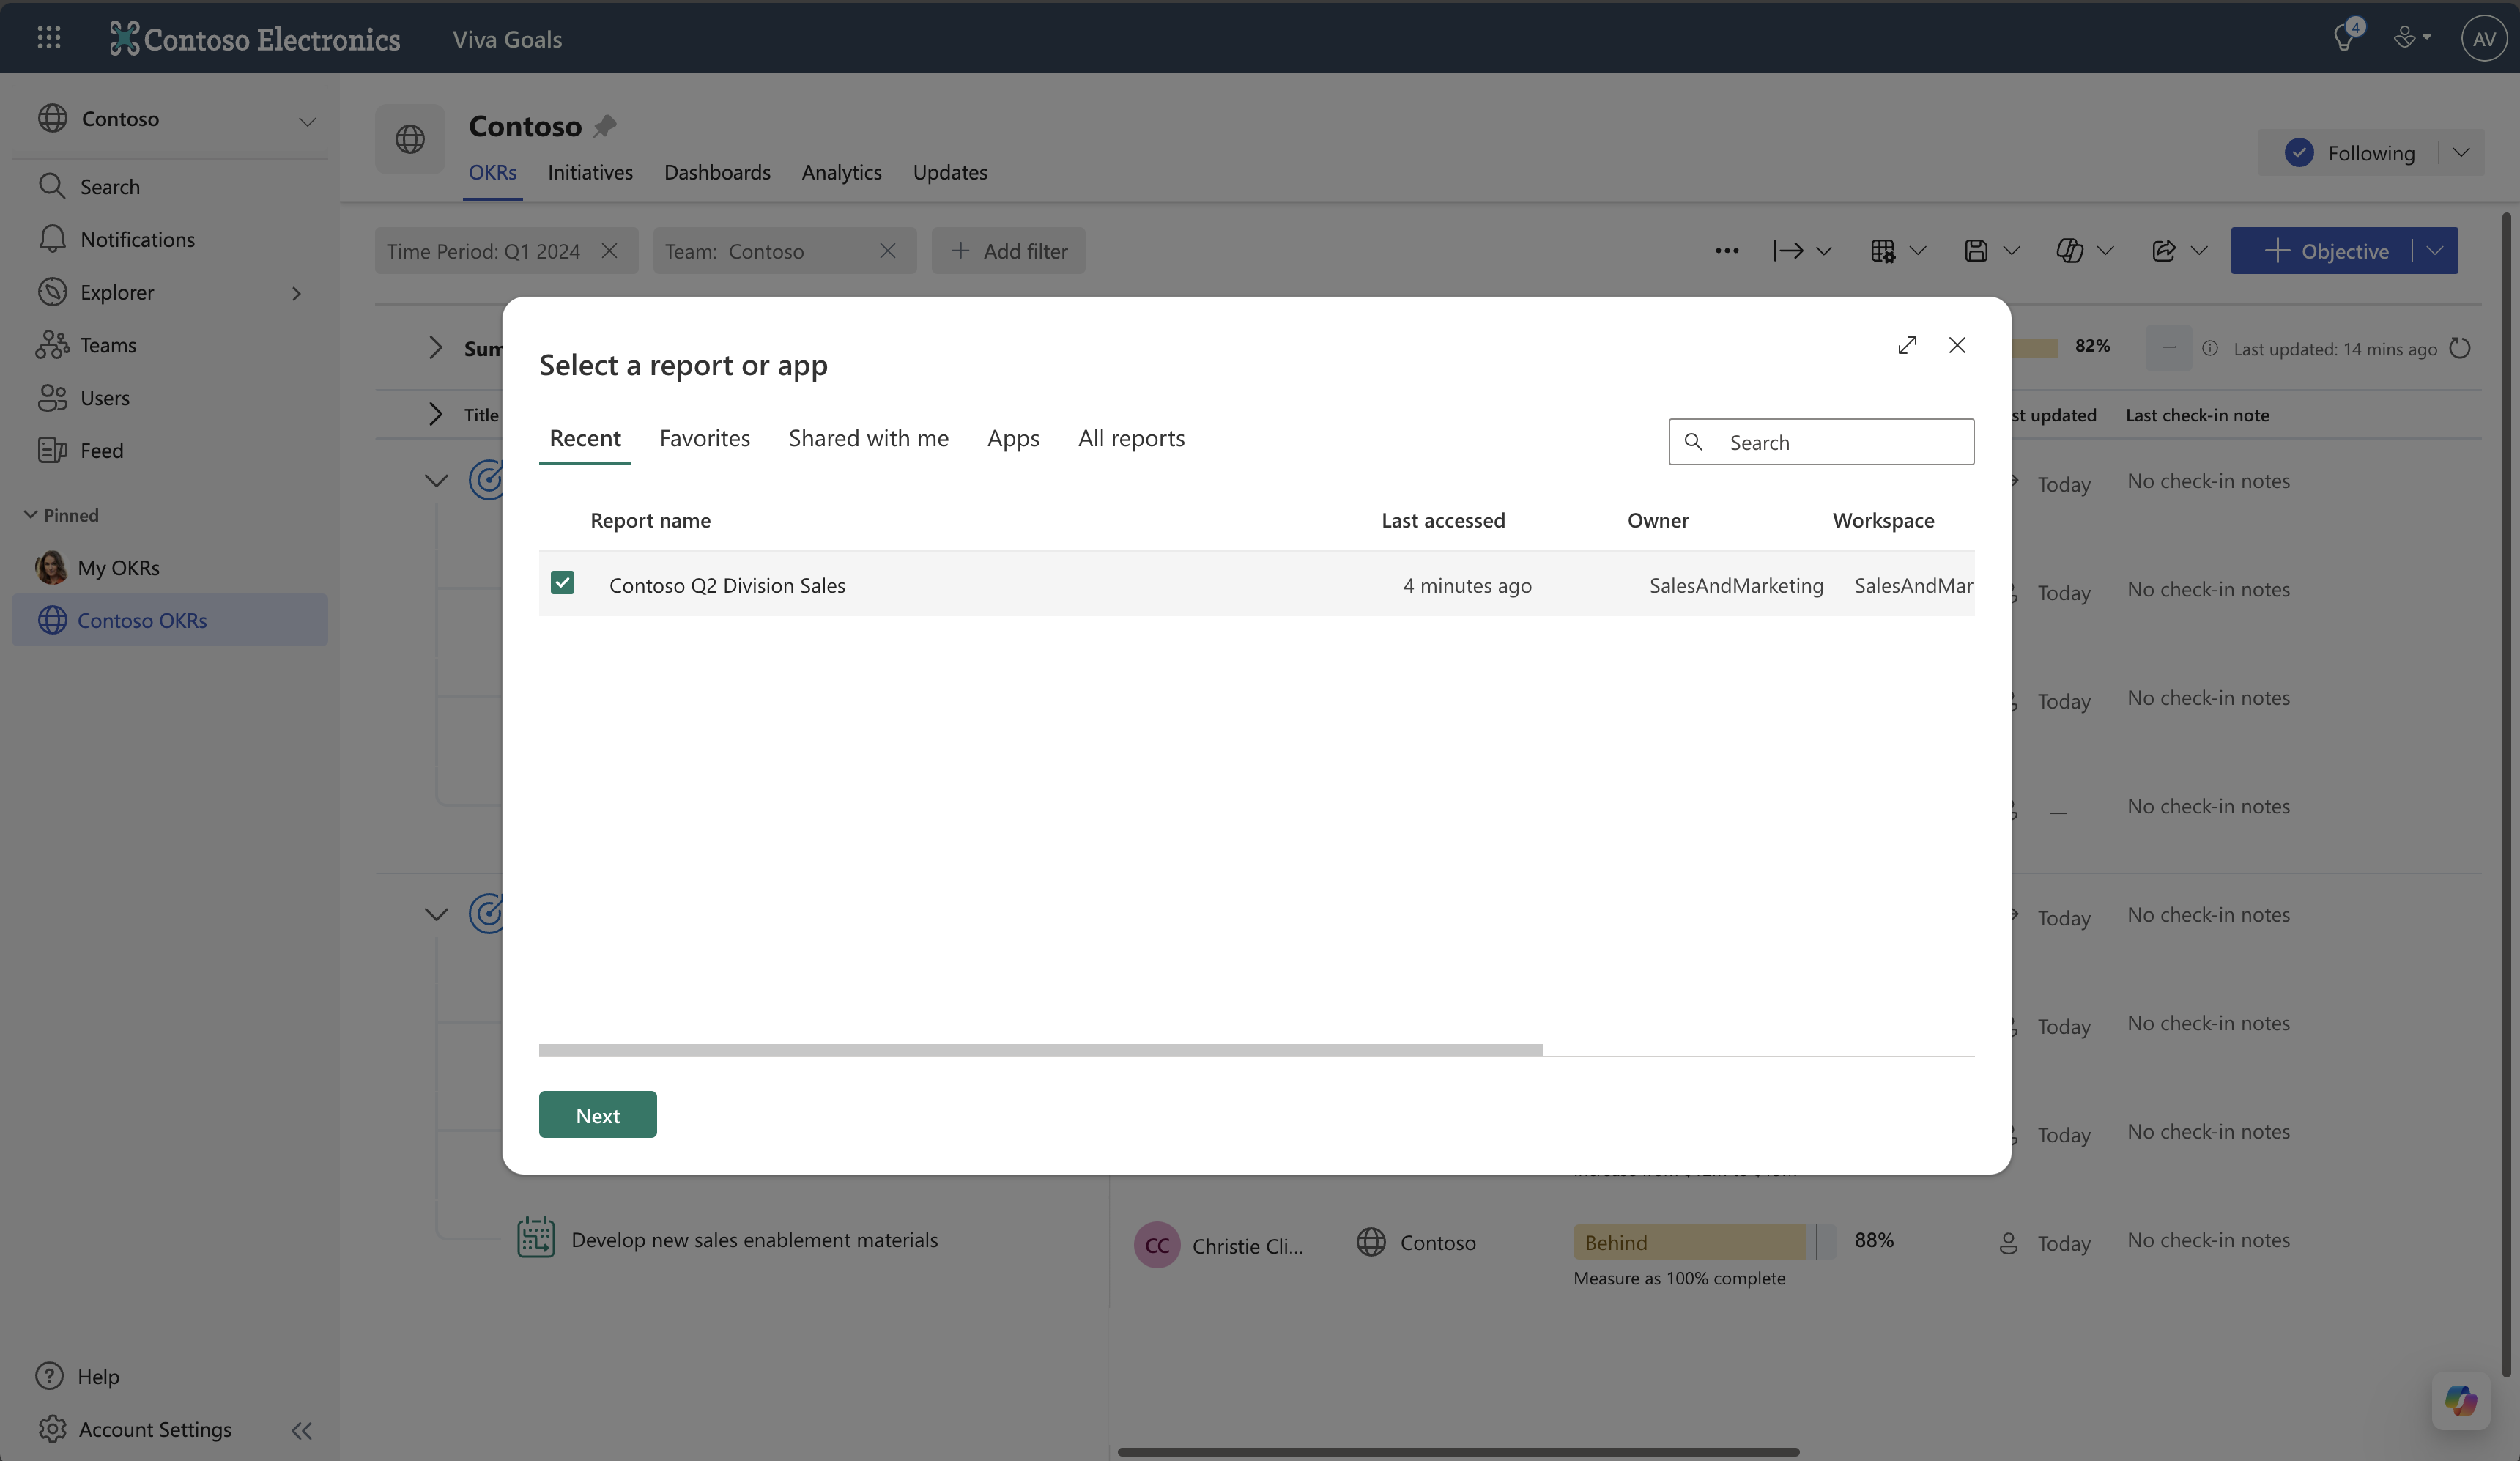 Contoso Electronics
Viva Goals
4
AV
Contoso
Search
Notifications
Explorer
Teams
Users
Feed
Pinned
My OKRs
Contoso OKRs
Help
Account Settings
Contoso
OKRs Initiatives Dashboards Analytics Updates
Following
Time Period: Q1 2024
Team: Contoso
Add filter
Objective
82%
Last updated: 14 mins ago
Title
Last check-in note
Select a report or app
Recent Favorites Shared with me Apps All reports
Search
Report name Last accessed Owner Workspace
Contoso Q2 Division Sales 4 minutes ago SalesAndMarketing SalesAndMar
Next
Today No check-in notes
Today No check-in notes
Today No check-in notes
— No check-in notes
Today No check-in notes
Today No check-in notes
Today No check-in notes
Develop new sales enablement materials CC Christie Cli... Contoso Behind 88% Today No check-in notes
Measure as 100% complete